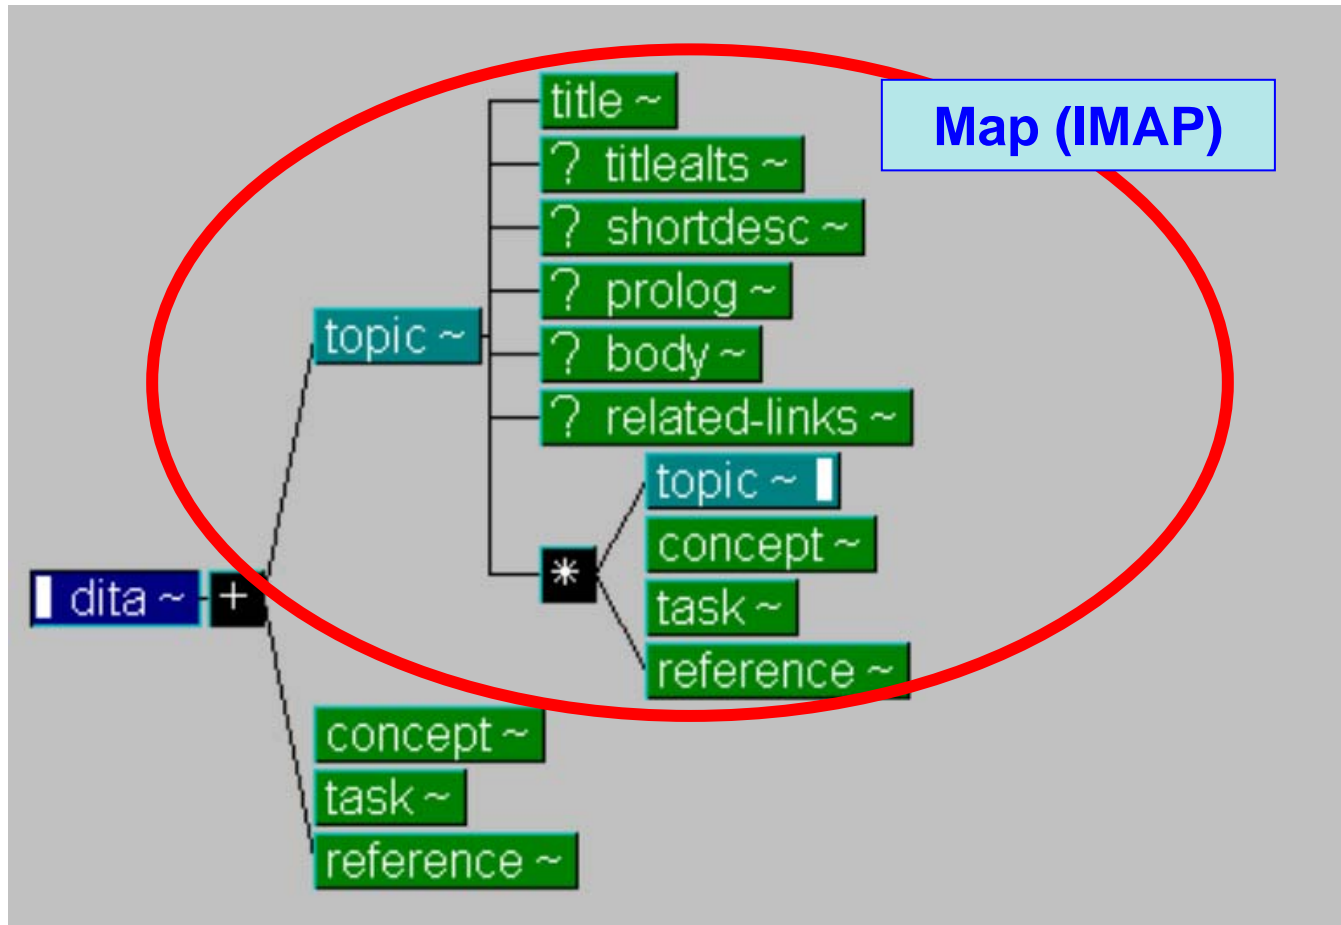 title ~
Map (IMAP)
? titlealts ~
? shortdesc ~
? prolog ~
topic ~
? body ~
? related-links ~
topic ~
concept ~
*
dita ~ +
task ~
reference ~
concept ~
task ~
reference ~